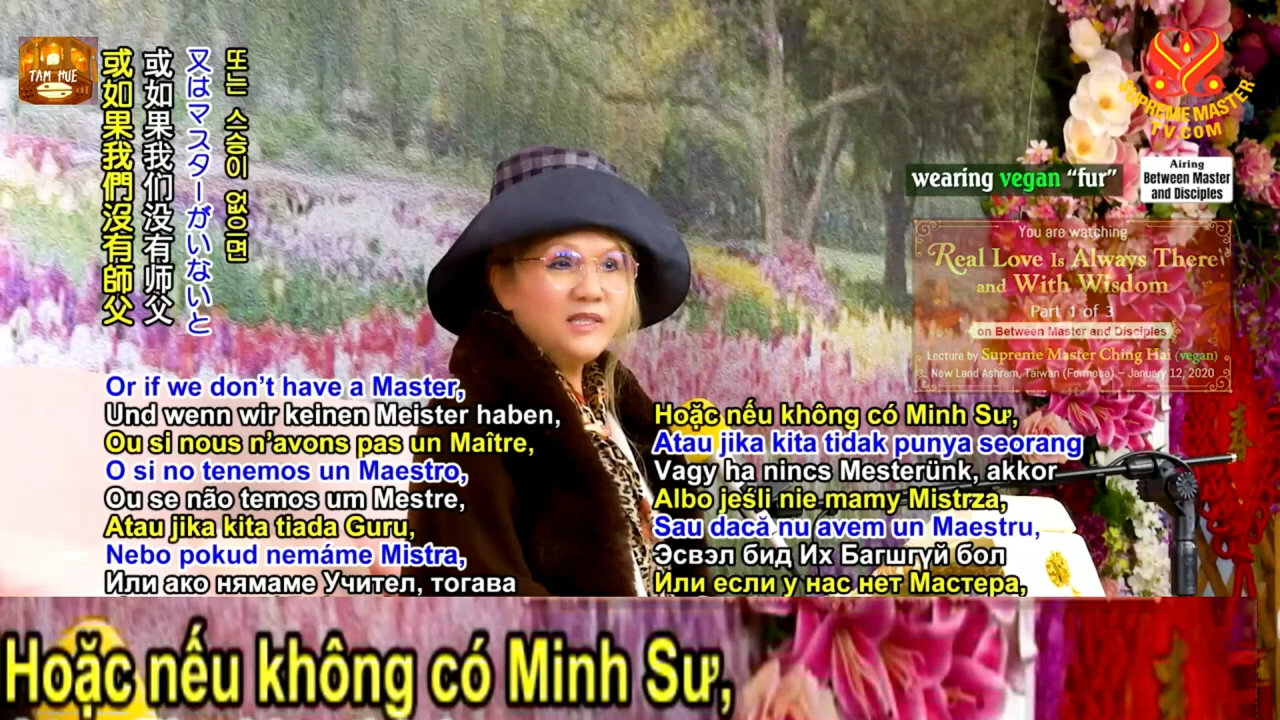 TAM HUE
또는 스승이 없으면
又はマスターがいないと
或如果我们没有师父
或如果我們沒有師父
SUPREME MASTER
TV.COM
wearing vegan “fur”
Airing
Between Master
and Disciples
You are watching
Real Love Is Always There
and With Wisdom
Part 1 of 3
on Between Master and Disciples
Lecture by Supreme Master Ching Hai (vegan)
New Land Ashram, Taiwan (Formosa) – January 12, 2020
Or if we don’t have a Master,
Und wenn wir keinen Meister haben,
Ou si nous n’avons pas un Maître,
O si no tenemos un Maestro,
Ou se não temos um Mestre,
Atau jika kita tiada Guru,
Nebo pokud nemáme Mistra,
Или ако нямаме Учител, тогава
Hoặc nếu không có Minh Sư,
Atau jika kita tidak punya seorang
Vagy ha nincs Mesterünk, akkor
Albo jeśli nie mamy Mistrza,
Sau dacă nu avem un Maestru,
Эсвэл бид Их Багшгүй бол
Или если у нас нет Мастера,
Hoặc nếu không có Minh Sư,